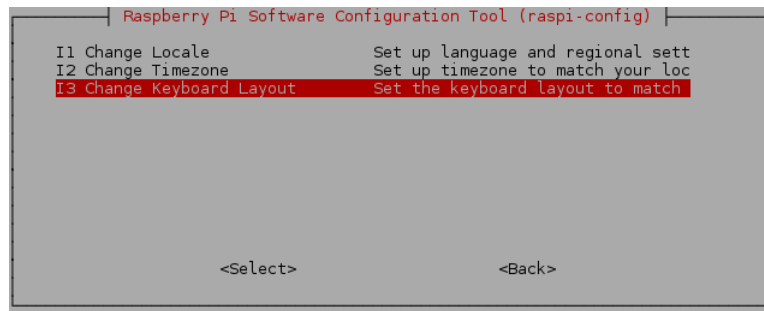 Raspberry Pi Software Configuration Tool (raspi-config)
I1 Change Locale Set up language and regional sett
I2 Change Timezone Set up timezone to match your loc
I3 Change Keyboard Layout Set the keyboard layout to match
<Select> <Back>